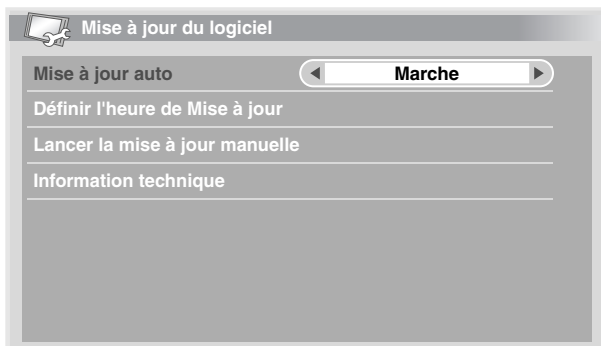 Mise à jour du logiciel
Mise à jour auto Marche
Définir l'heure de Mise à jour
Lancer la mise à jour manuelle
Information technique